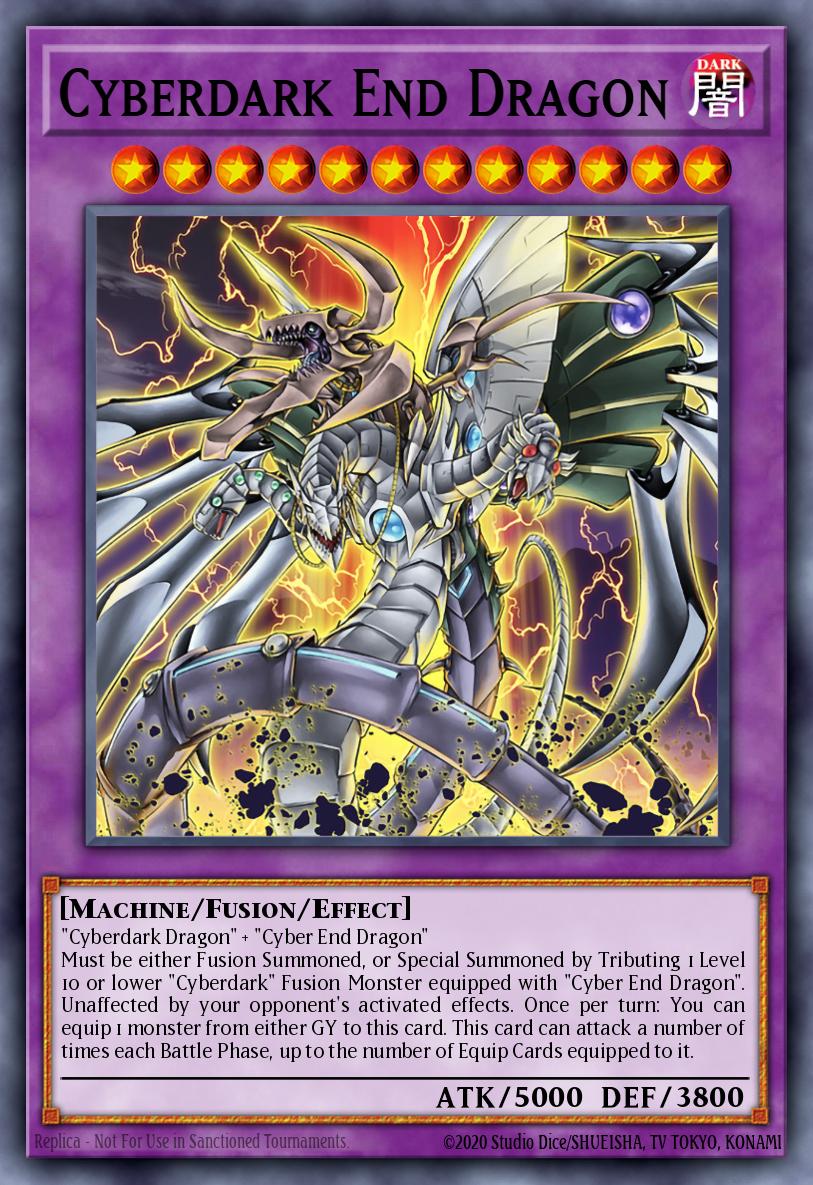 Cyberdark End Dragon
DARK
闇
[Machine/Fusion/Effect]
"Cyberdark Dragon" + "Cyber End Dragon"
Must be either Fusion Summoned, or Special Summoned by Tributing 1 Level
10 or lower "Cyberdark" Fusion Monster equipped with "Cyber End Dragon".
Unaffected by your opponent's activated effects. Once per turn: You can
equip 1 monster from either GY to this card. This card can attack a number of
times each Battle Phase, up to the number of Equip Cards equipped to it.
ATK/5000 DEF/3800
Replica - Not For Use in Sanctioned Tournaments.
©2020 Studio Dice/SHUEISHA, TV TOKYO, KONAMI